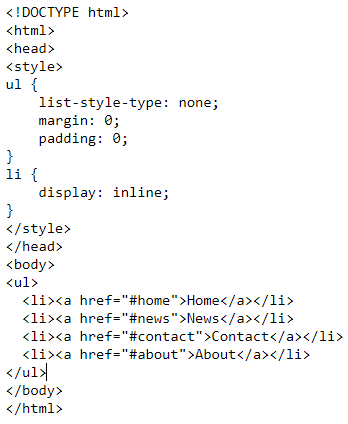 <!DOCTYPE html>
<html>
<head>
<style>
ul {
    list-style-type: none;
    margin: 0;
    padding: 0;
}
li {
    display: inline;
}
</style>
</head>
<body>
<ul>
  <li><a href="#home">Home</a></li>
  <li><a href="#news">News</a></li>
  <li><a href="#contact">Contact</a></li>
  <li><a href="#about">About</a></li>
</ul>
</body>
</html>